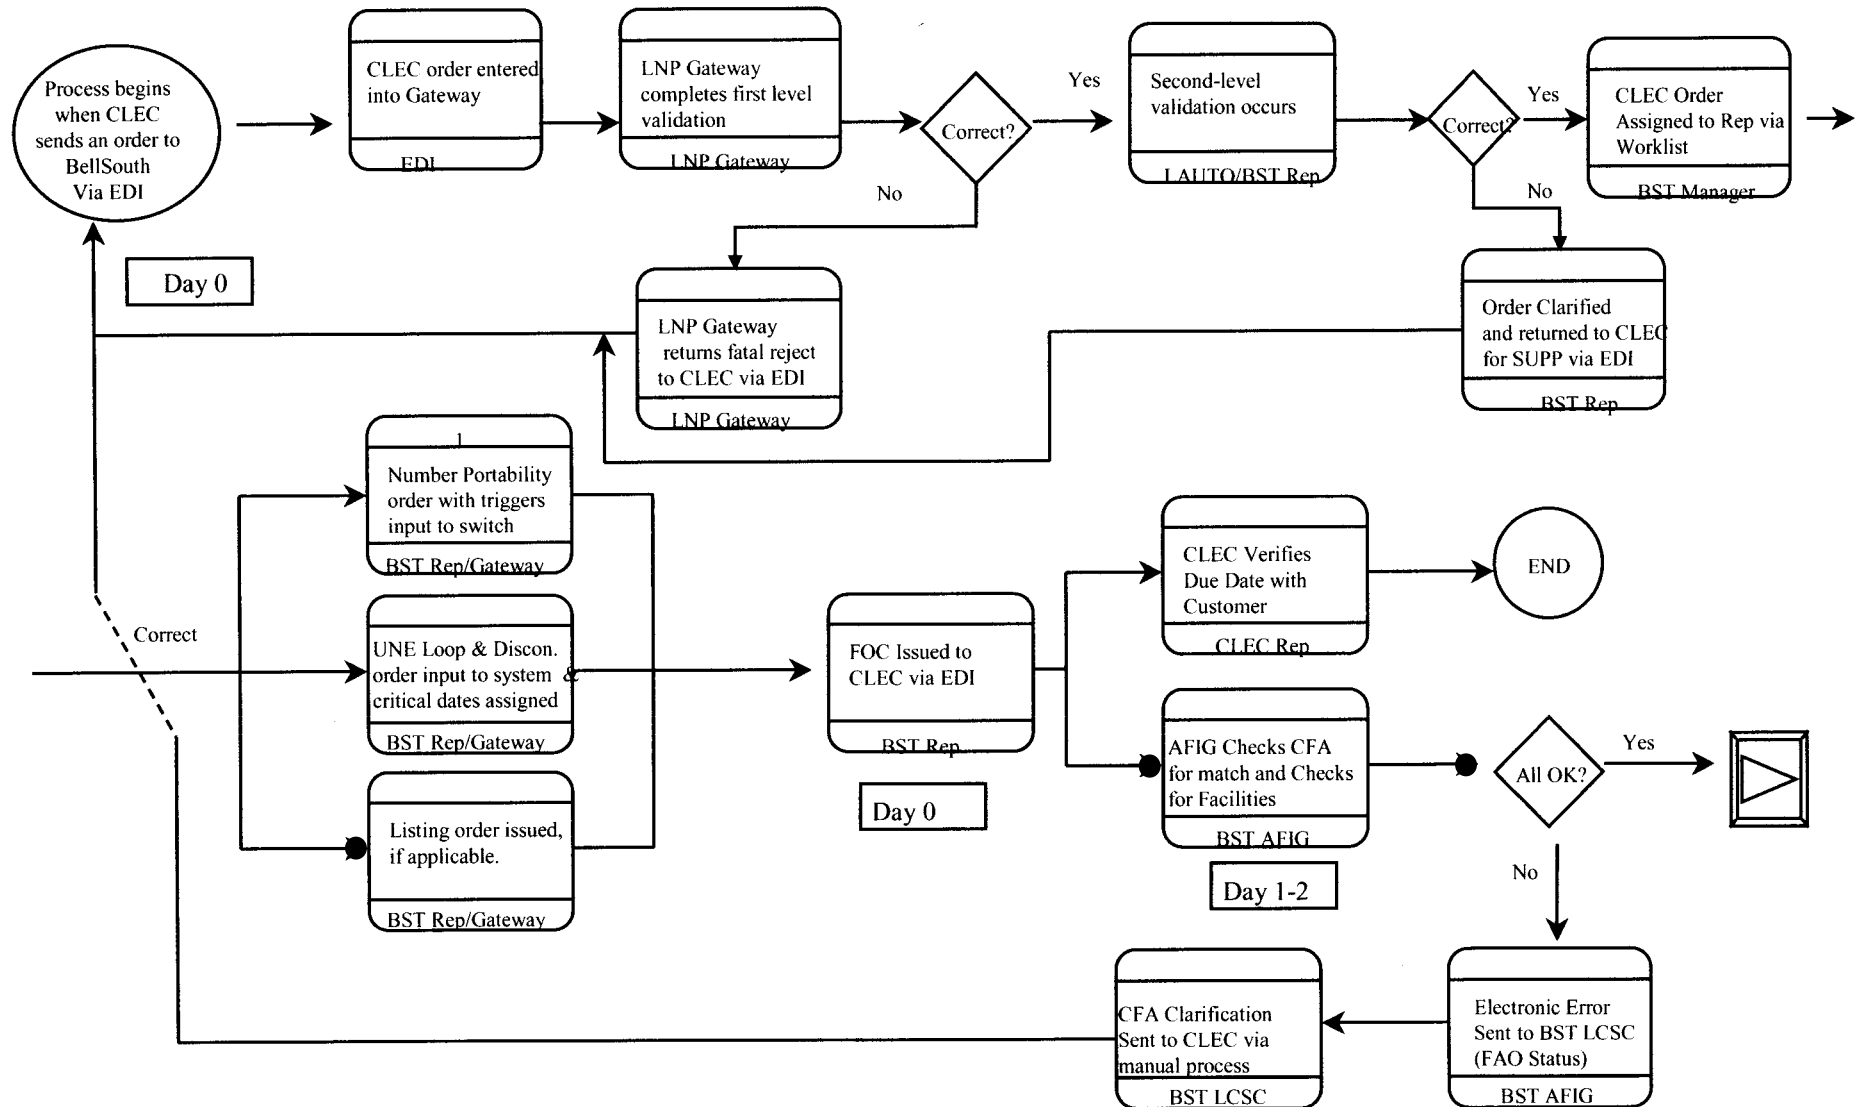 Process begins
when CLEC
sends an order to
BellSouth
Via EDI
CLEC order entered
into Gateway
EDI
LNP Gateway
completes first level
validation
LNP Gateway
Correct?
Yes
No
Second-level
validation occurs
LAUTO/BST Rep
Correct?
Yes
No
CLEC Order
Assigned to Rep via
Worklist
BST Manager
Day 0
LNP Gateway
returns fatal reject
to CLEC via EDI
LNP Gateway
Order Clarified
and returned to CLEC
for SUPP via EDI
BST Rep
1
Number Portability
order with triggers
input to switch
BST Rep/Gateway
Correct
UNE Loop & Discon.
order input to system &
critical dates assigned
BST Rep/Gateway
Listing order issued,
if applicable.
BST Rep/Gateway
FOC Issued to
CLEC via EDI
BST Rep
Day 0
CLEC Verifies
Due Date with
Customer
CLEC Rep
END
AFIG Checks CFA
for match and Checks
for Facilities
BST AFIG
Day 1-2
All OK?
Yes
No
CFA Clarification
Sent to CLEC via
manual process
BST LCSC
Electronic Error
Sent to BST LCSC
(FAO Status)
BST AFIG